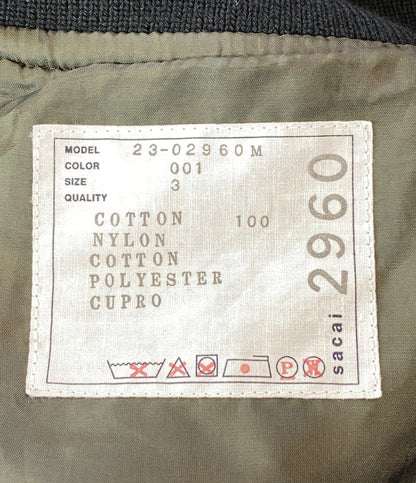 MODEL 23-02960M
COLOR 001
SIZE 3
QUALITY
COTTON 100
NYLON
COTTON
POLYESTER
CUPRO
P W
sacai 2960